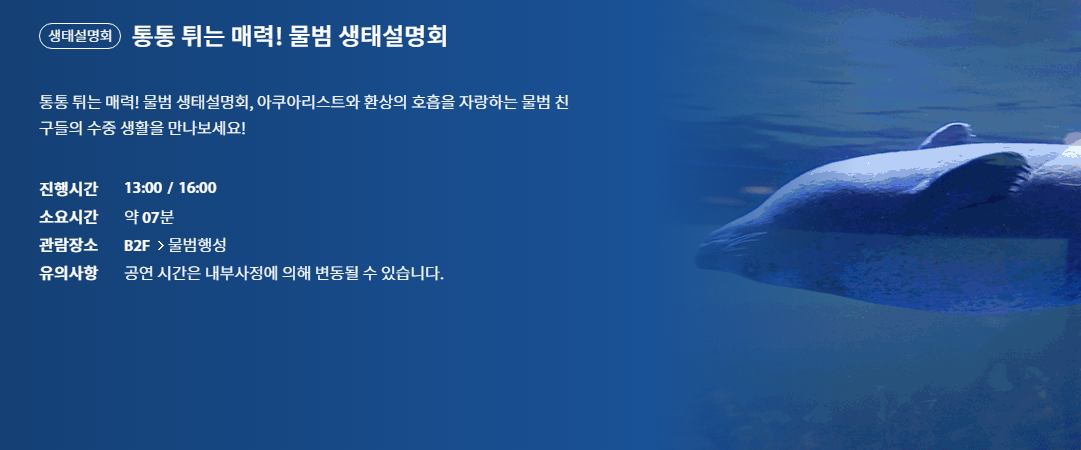 생태설명회 통통 튀는 매력! 물범 생태설명회
통통 튀는 매력! 물범 생태설명회, 아쿠아리스트와 환상의 호흡을 자랑하는 물범 친
구들의 수중 생활을 만나보세요!
진행시간 13:00 / 16:00
소요시간 약 07분
관람장소 B2F > 물범행성
유의사항 공연 시간은 내부사정에 의해 변동될 수 있습니다.